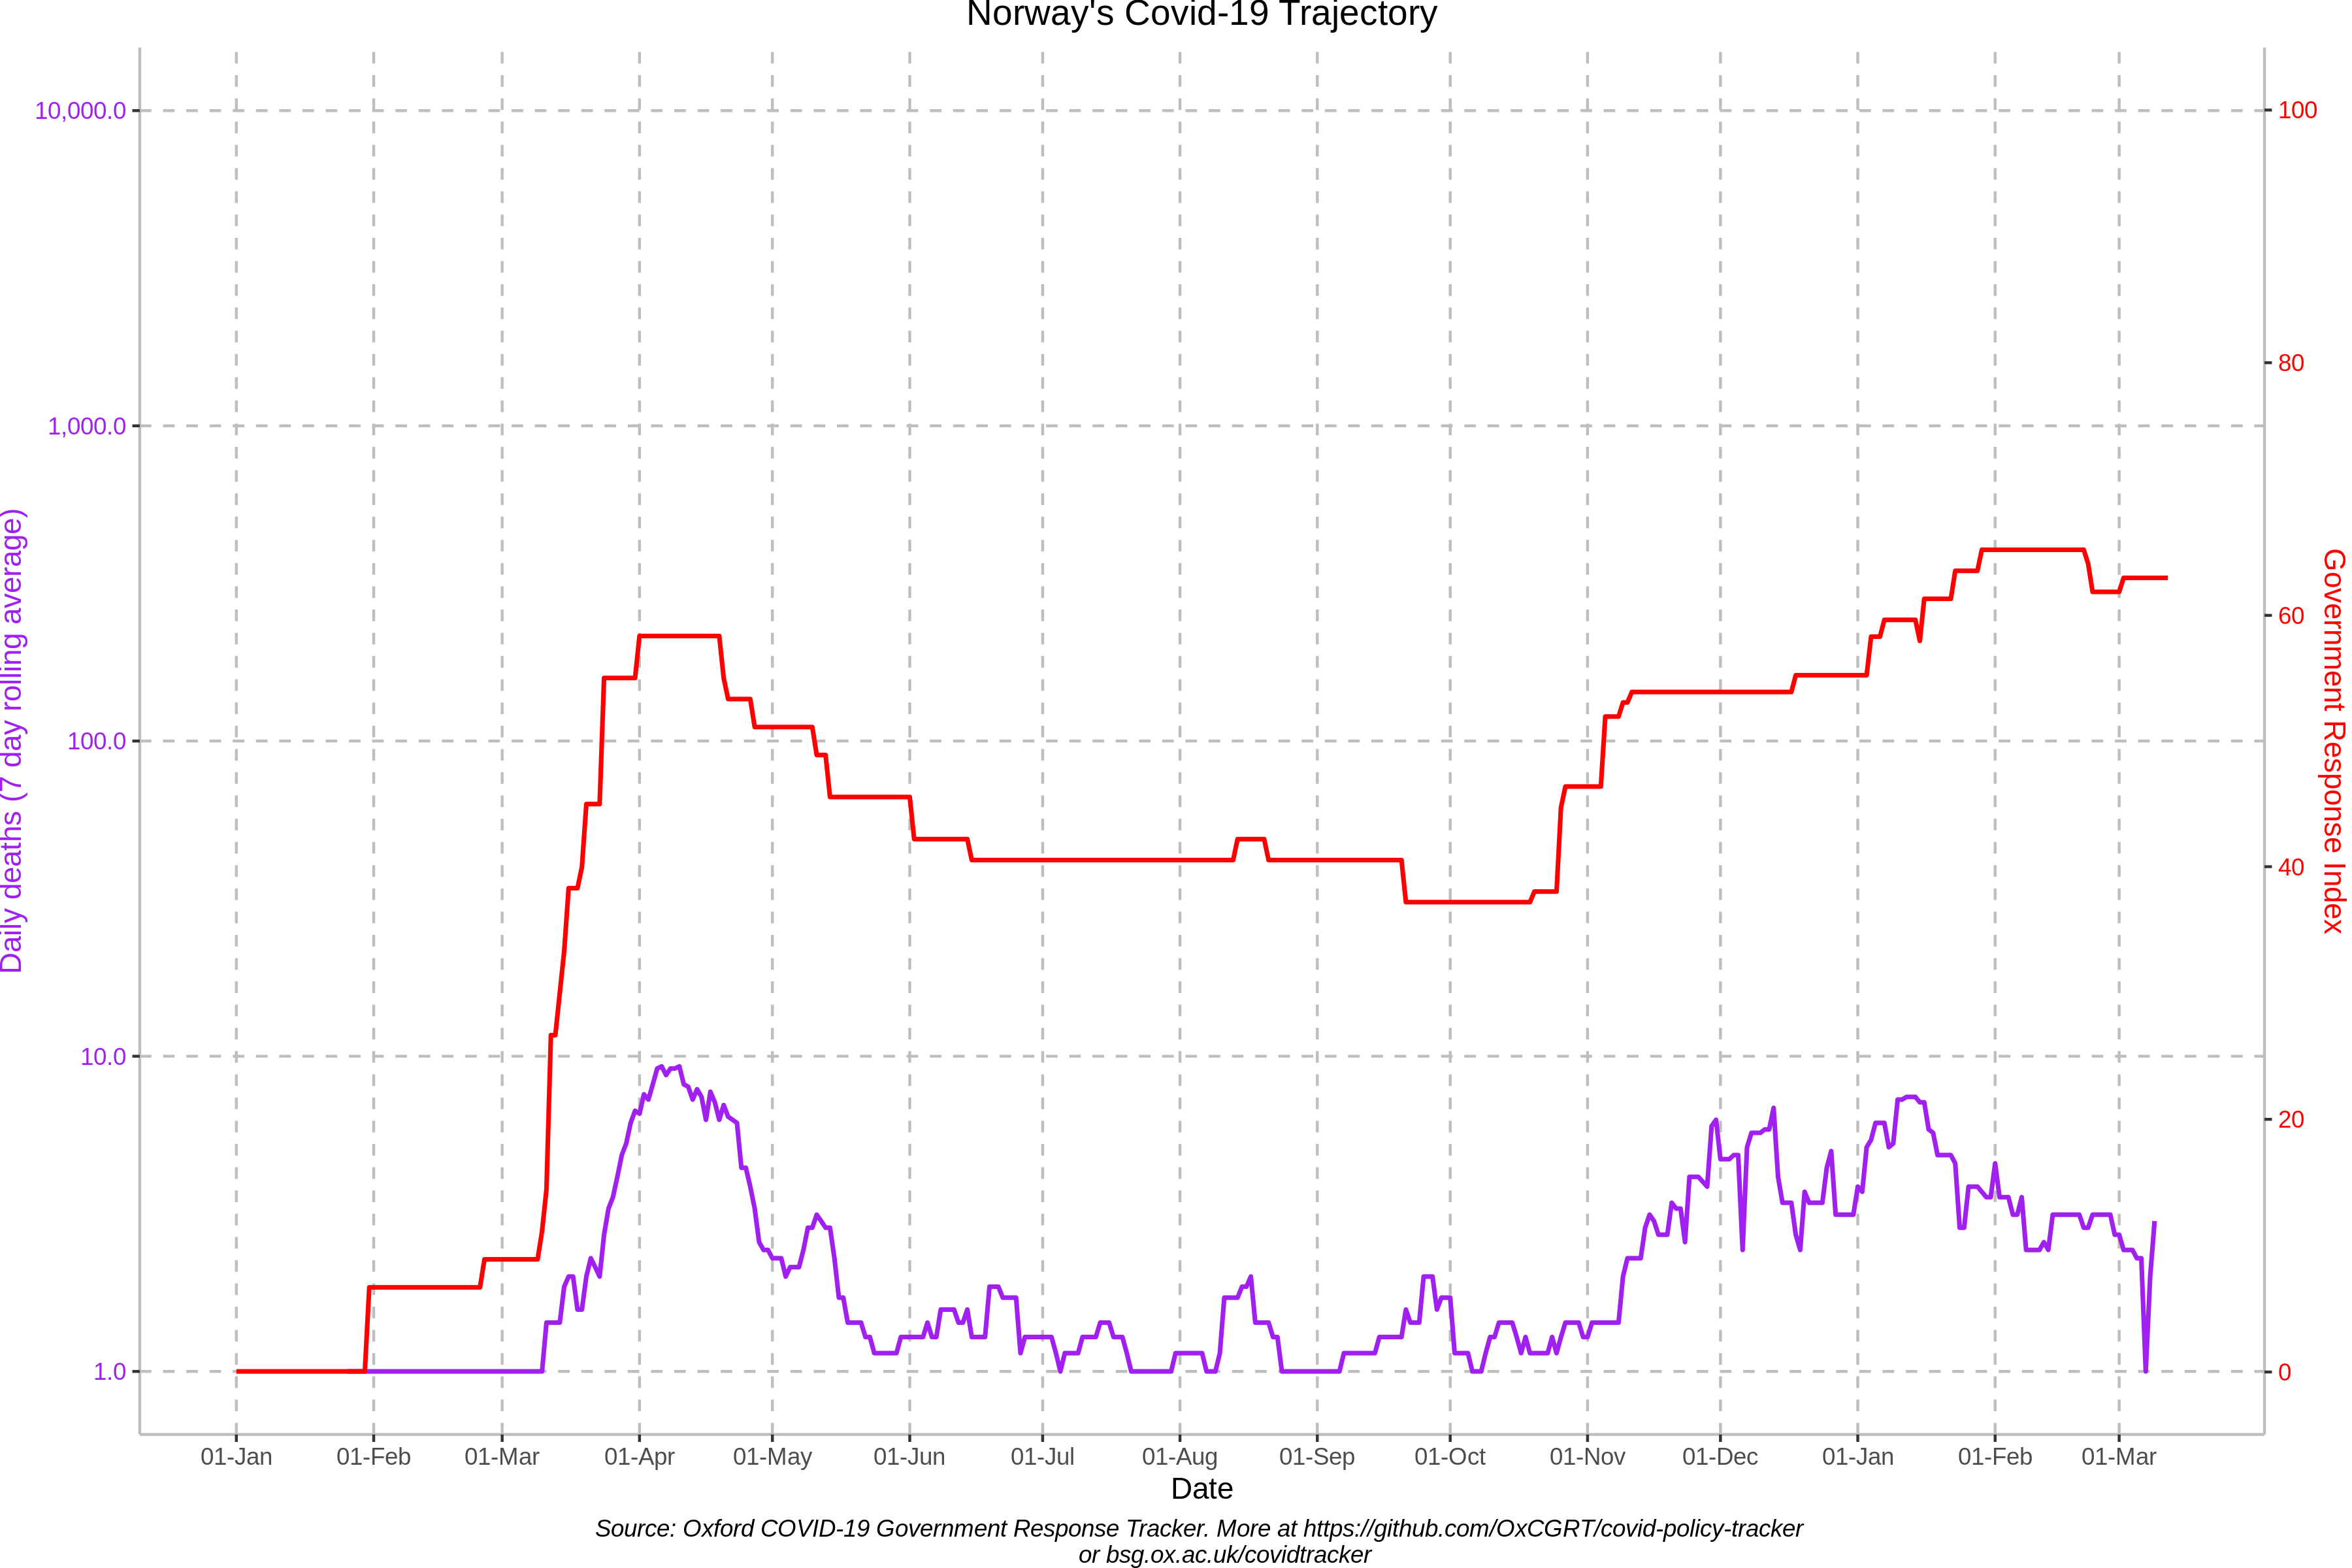 Norway's Covid-19 Trajectory
10,000.0
1,000.0
100.0
10.0
1.0
Daily deaths (7 day rolling average)
100
80
60
40
20
0
Government Response Index
01-Jan 01-Feb 01-Mar 01-Apr 01-May 01-Jun 01-Jul 01-Aug 01-Sep 01-Oct 01-Nov 01-Dec 01-Jan 01-Feb 01-Mar
Date
Source: Oxford COVID-19 Government Response Tracker. More at https://github.com/OxCGRT/covid-policy-tracker
or bsg.ox.ac.uk/covidtracker